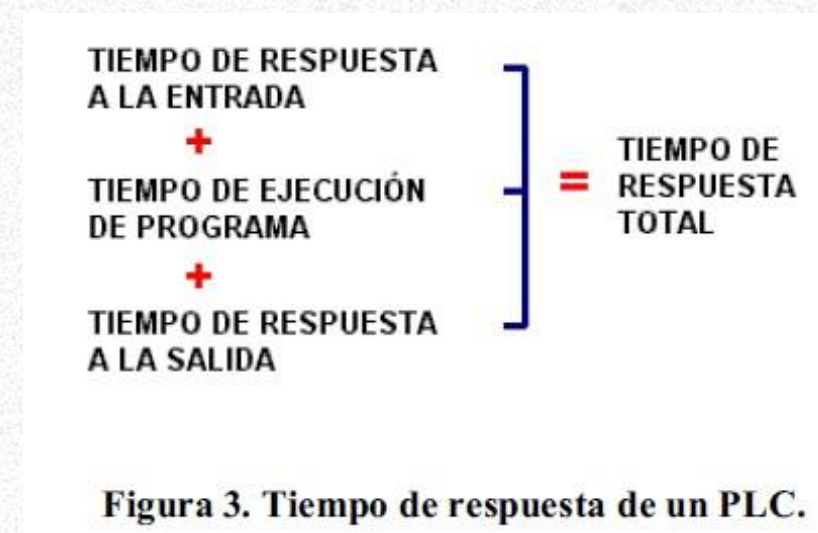 TIEMPO DE RESPUESTA
A LA ENTRADA
+
TIEMPO DE EJECUCIÓN
DE PROGRAMA
+
TIEMPO DE RESPUESTA
A LA SALIDA
=
TIEMPO DE
RESPUESTA
TOTAL
Figura 3. Tiempo de respuesta de un PLC.